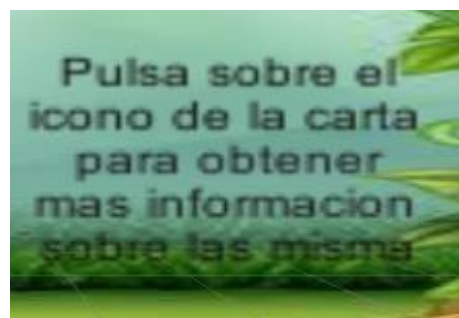 Pulsa sobre el
icono de la carta
para obtener
mas informacion
sobre las misma